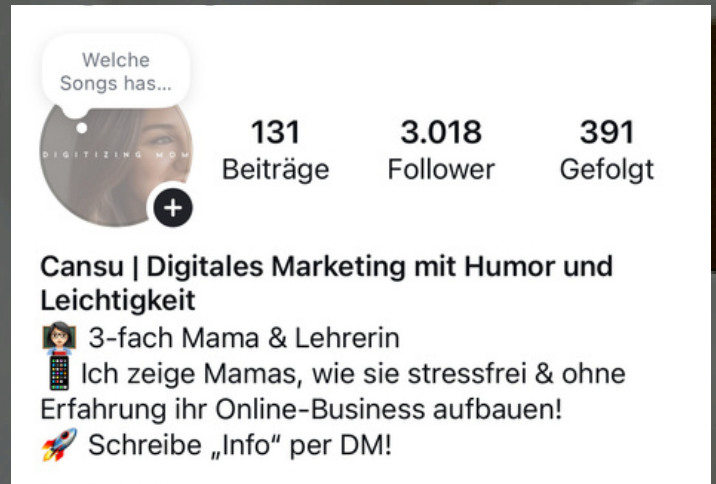 Welche
Songs has...
DIGITIZING MOM
131 3.018 391
Beiträge Follower Gefolgt
Cansu | Digitales Marketing mit Humor und
Leichtigkeit
👩🏻‍🏫 3-fach Mama & Lehrerin
📱 Ich zeige Mamas, wie sie stressfrei & ohne
Erfahrung ihr Online-Business aufbauen!
🚀 Schreibe „Info“ per DM!